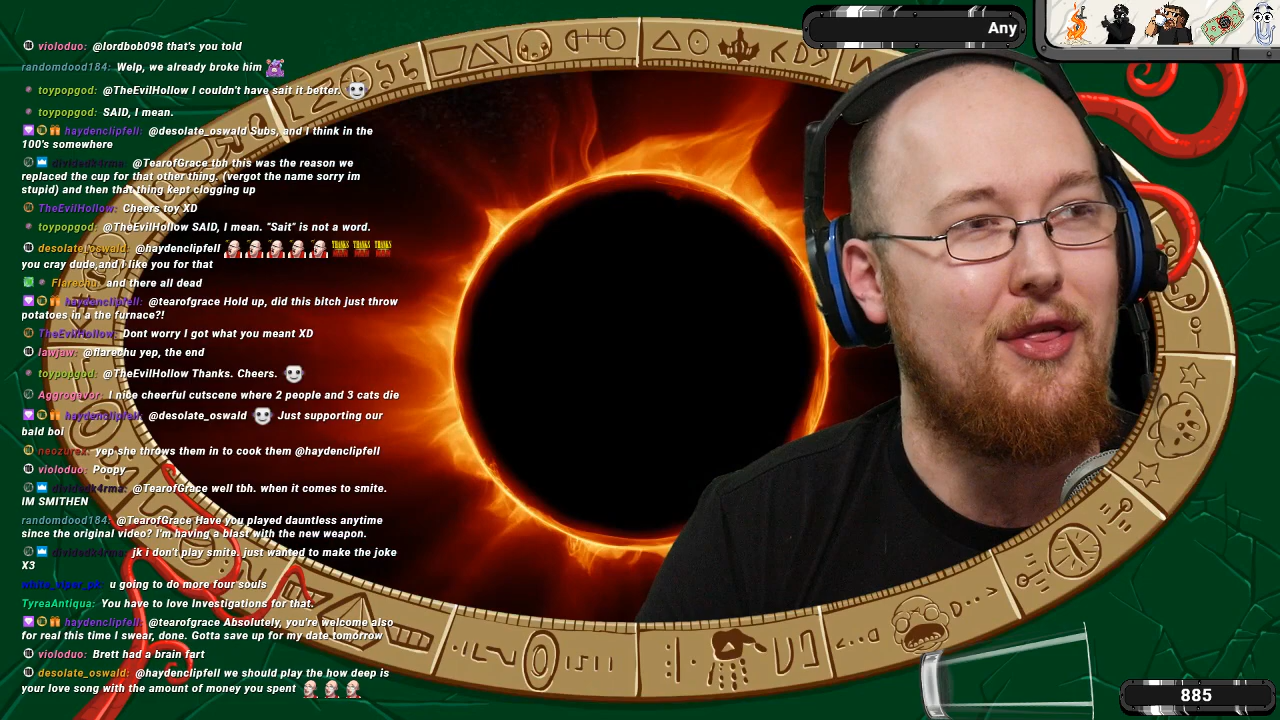 Any
violoduo: @lordbob098 that's you told
randomdood184: Welp, we already broke him
toypopgod: @TheEvilHollow I couldn't have sait it better.
toypopgod: SAID, I mean.
haydenclipfell: @desolate_oswald Subs, and I think in the
100's somewhere
dividedk4rma: @TearofGrace tbh this was the reason we
replaced the cup for that other thing. (vergot the name sorry im
stupid) and then that thing kept clogging up
TheEvilHollow: Cheers toy XD
toypopgod: @TheEvilHollow SAID, I mean. "Sait" is not a word.
desolate_oswald: @haydenclipfell THANKS THANKS THANKS
you cray dude and I like you for that
Flarechu: and there all dead
haydenclipfell: @tearofgrace Hold up, did this bitch just throw
potatoes in a the furnace?!
TheEvilHollow: Dont worry I got what you meant XD
lawjaw: @flarechu yep, the end
toypopgod: @TheEvilHollow Thanks. Cheers.
Aggrogavor: I nice cheerful cutscene where 2 people and 3 cats die
haydenclipfell: @desolate_oswald Just supporting our
bald boi
neozurex: yep she throws them in to cook them @haydenclipfell
violoduo: Poopy
dividedk4rma: @TearofGrace well tbh. when it comes to smite.
IM SMITHEN
randomdood184: @TearofGrace Have you played dauntless anytime
since the original video? I'm having a blast with the new weapon.
dividedk4rma: jk i don't play smite. just wanted to make the joke
X3
white_viper_pk: u going to do more four souls
TyreaAntiqua: You have to love Investigations for that.
haydenclipfell: @tearofgrace Absolutely, you're welcome also
for real this time I swear, done. Gotta save up for my date tomorrow
violoduo: Brett had a brain fart
desolate_oswald: @haydenclipfell we should play the how deep is
your love song with the amount of money you spent
885